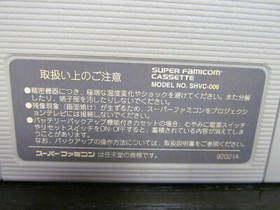 取扱い上のご注意
SUPER FAMICOM
CASSETTE
MODEL NO. SHVC-006
●精密機器につき、極端な温度変化やショックを避けてください。また分解
したり、端子部を汚したりしないでください。
●残像現象(画面焼け)が生ずるため、スーパーファミコンをプロジェクシ
ョンテレビには接続しないでください。
●バッテリーバックアップ機能付きカセットの場合、むやみに電源スイッチ
やリセットスイッチをON・OFFすると、蓄積されている内容が消えてしま
うことがあります。
なお、バックアップの操作方法については、取扱説明書をご参照ください。
スーパーファミコン は任天堂の商標です。
920214